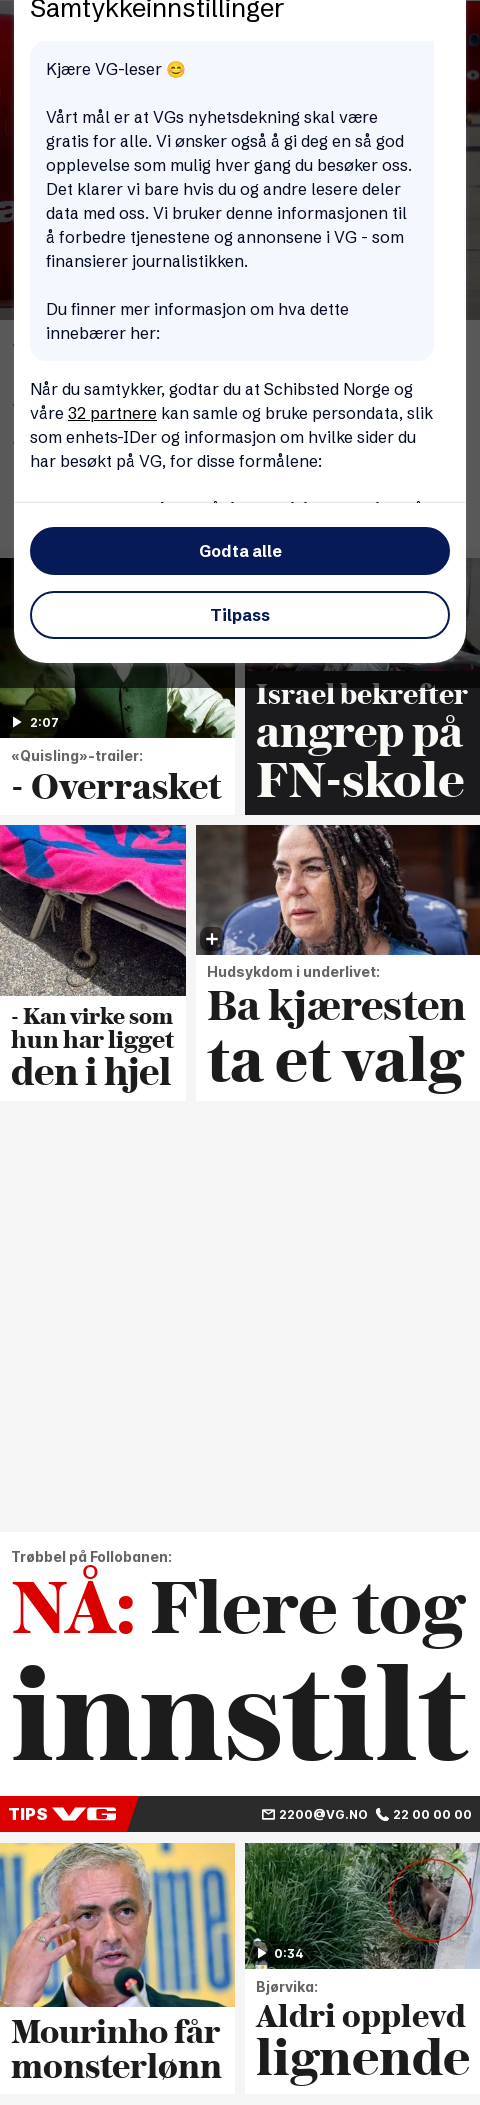 Samtykkeinnstillinger
Kjære VG-leser 😊
Vårt mål er at VGs nyhetsdekning skal være
gratis for alle. Vi ønsker også å gi deg en så god
opplevelse som mulig hver gang du besøker oss.
Det klarer vi bare hvis du og andre lesere deler
data med oss. Vi bruker denne informasjonen til
å forbedre tjenestene og annonsene i VG - som
finansierer journalistikken.
Du finner mer informasjon om hva dette
innebærer her:
Når du samtykker, godtar du at Schibsted Norge og
våre 32 partnere kan samle og bruke persondata, slik
som enhets-IDer og informasjon om hvilke sider du
har besøkt på VG, for disse formålene:
Godta alle
Tilpass
2:07
«Quisling»-trailer:
- Overrasket
Israel bekrefter
angrep på
FN-skole
- Kan virke som
hun har ligget
den i hjel
Hudsykdom i underlivet:
Ba kjæresten
ta et valg
Trøbbel på Follobanen:
NÅ: Flere tog
innstilt
TIPS VG
2200@VG.NO 22 00 00 00
Mourinho får
monsterlønn
0:34
Bjørvika:
Aldri opplevd
lignende